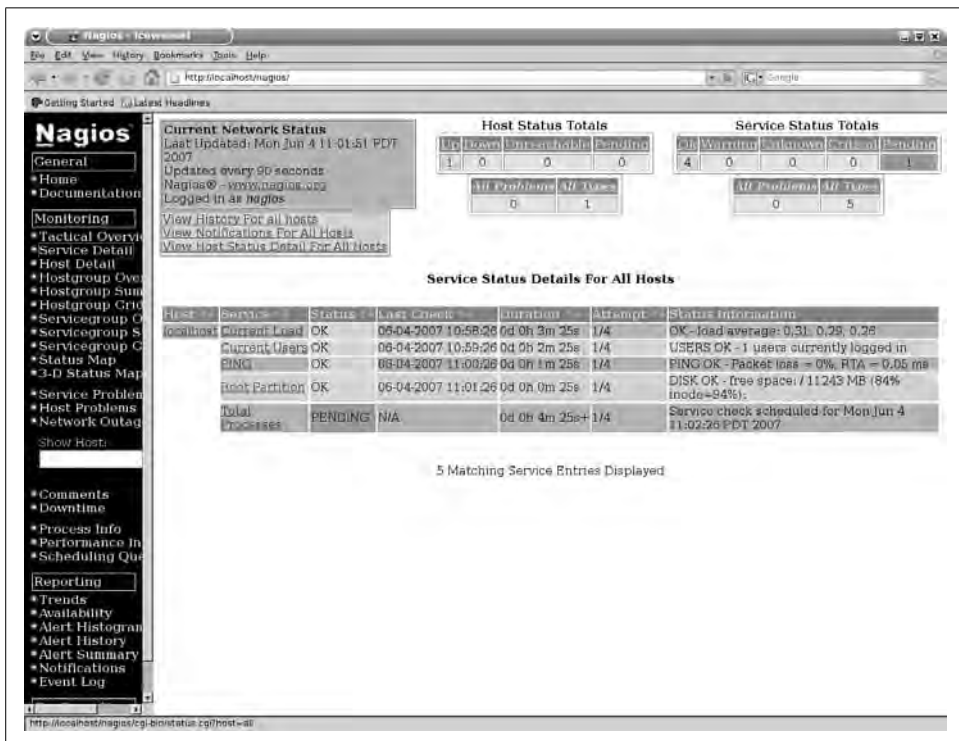 Nagios - Iceweasel
File Edit View History Bookmarks Tools Help
http://localhost/nagios/
Google
Getting Started Latest Headlines
Nagios
General
Home
Documentation
Monitoring
Tactical Overvi
Service Detail
Host Detail
Hostgroup Over
Hostgroup Sum
Hostgroup Grid
Servicegroup O
Servicegroup S
Servicegroup G
Status Map
3-D Status Map
Service Problen
Host Problems
Network Outag
Show Host:
Comments
Downtime
Process Info
Performance In
Scheduling Que
Reporting
Trends
Availability
Alert Histogran
Alert History
Alert Summary
Notifications
Event Log
Current Network Status
Last Updated: Mon Jun 4 11:01:51 PDT
2007
Updated every 90 seconds
Nagios® - www.nagios.org
Logged in as nagios
View History For all hosts
View Notifications For All Hosts
View Host Status Detail For All Hosts
Host Status Totals
Up Down Unreachable Pending
1 0 0 0
All Problems All Types
0 1
Service Status Totals
Ok Warning Unknown Critical Pending
4 0 0 0 1
All Problems All Types
0 5
Service Status Details For All Hosts
Host Service Status Last Check Duration Attempt Status Information
localhost Current Load OK 06-04-2007 10:58:26 0d 0h 3m 25s 1/4 OK - load average: 0.31, 0.29, 0.26
Current Users OK 06-04-2007 10:59:26 0d 0h 2m 25s 1/4 USERS OK - 1 users currently logged in
PING OK 06-04-2007 11:00:26 0d 0h 1m 25s 1/4 PING OK - Packet loss = 0%, RTA = 0.05 ms
Root Partition OK 06-04-2007 11:01:26 0d 0h 0m 25s 1/4 DISK OK - free space: / 11243 MB (84%
inode=94%):
Total
Processes PENDING N/A 0d 0h 4m 25s+ 1/4 Service check scheduled for Mon Jun 4
11:02:26 PDT 2007
5 Matching Service Entries Displayed
http://localhost/nagios/cgi-bin/status.cgi?host=all